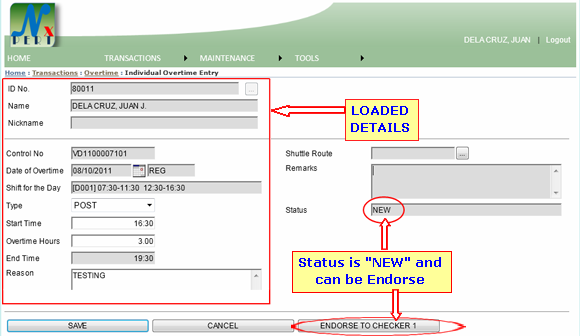 Nx
PERT
DELA CRUZ, JUAN | Logout
HOME TRANSACTIONS MAINTENANCE TOOLS
Home : Transactions : Overtime : Individual Overtime Entry
ID No. 80011 ...
Name DELA CRUZ, JUAN J.
Nickname
LOADED
DETAILS
Control No VD1100007101
Date of Overtime 08/10/2011 REG
Shift for the Day [D001] 07:30-11:30 12:30-16:30
Type POST
Start Time 16:30
Overtime Hours 3.00
End Time 19:30
Reason TESTING
Shuttle Route ...
Remarks
Status NEW
Status is "NEW" and
can be Endorse
SAVE CANCEL ENDORSE TO CHECKER 1